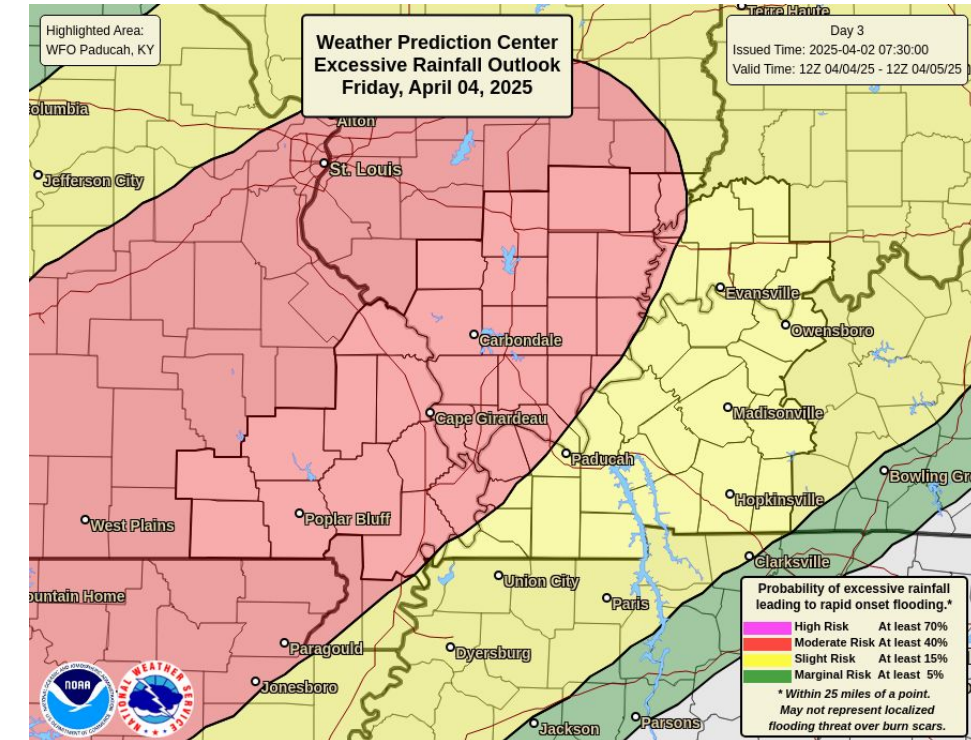 Highlighted Area:
WFO Paducah, KY
Weather Prediction Center
Excessive Rainfall Outlook
Friday, April 04, 2025
Day 3
Issued Time: 2025-04-02 07:30:00
Valid Time: 12Z 04/04/25 - 12Z 04/05/25
Terre Haute
olumbia
Alton
St. Louis
Jefferson City
Evansville
Owensboro
Carbondale
Cape Girardeau
Madisonville
Paducah
Bowling Gr
Hopkinsville
Poplar Bluff
West Plains
Clarksville
Union City
ountain Home
Paris
Paragould
Dyersburg
Jonesboro
Jackson
Parsons
Probability of excessive rainfall
leading to rapid onset flooding.*
High Risk At least 70%
Moderate Risk At least 40%
Slight Risk At least 15%
Marginal Risk At least 5%
* Within 25 miles of a point.
May not represent localized
flooding threat over burn scars.
NOAA
NATIONAL WEATHER SERVICE